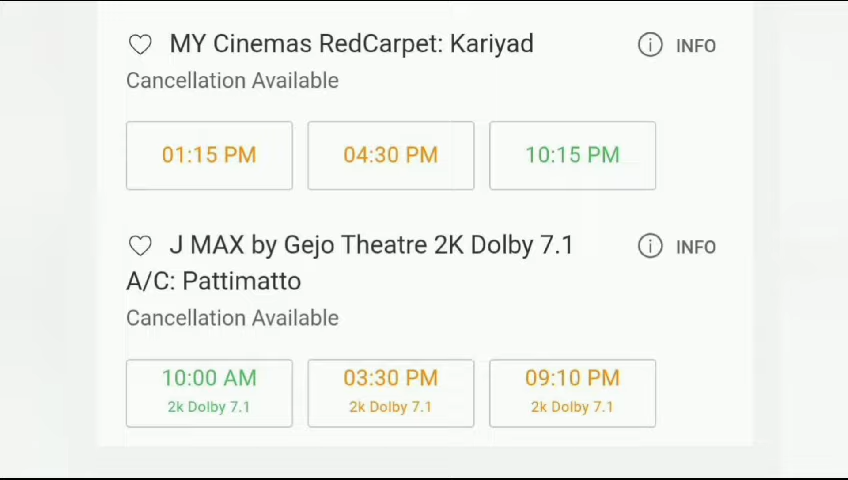 MY Cinemas RedCarpet: Kariyad
INFO
Cancellation Available
01:15 PM
04:30 PM
10:15 PM
J MAX by Gejo Theatre 2K Dolby 7.1
INFO
A/C: Pattimatto
Cancellation Available
10:00 AM
03:30 PM
09:10 PM
2k Dolby 7.1
2k Dolby 7.1
2k Dolby 7.1